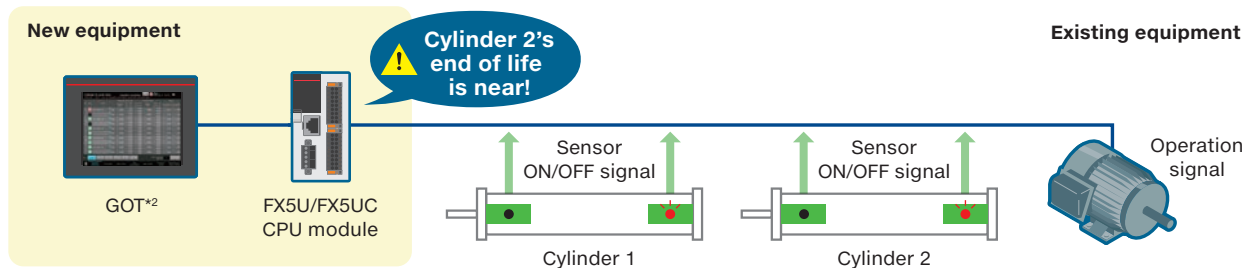 New equipment
Cylinder 2's
end of life
is near!
Existing equipment
GOT*2
FX5U/FX5UC
CPU module
Sensor
ON/OFF signal
Cylinder 1
Sensor
ON/OFF signal
Cylinder 2
Operation
signal